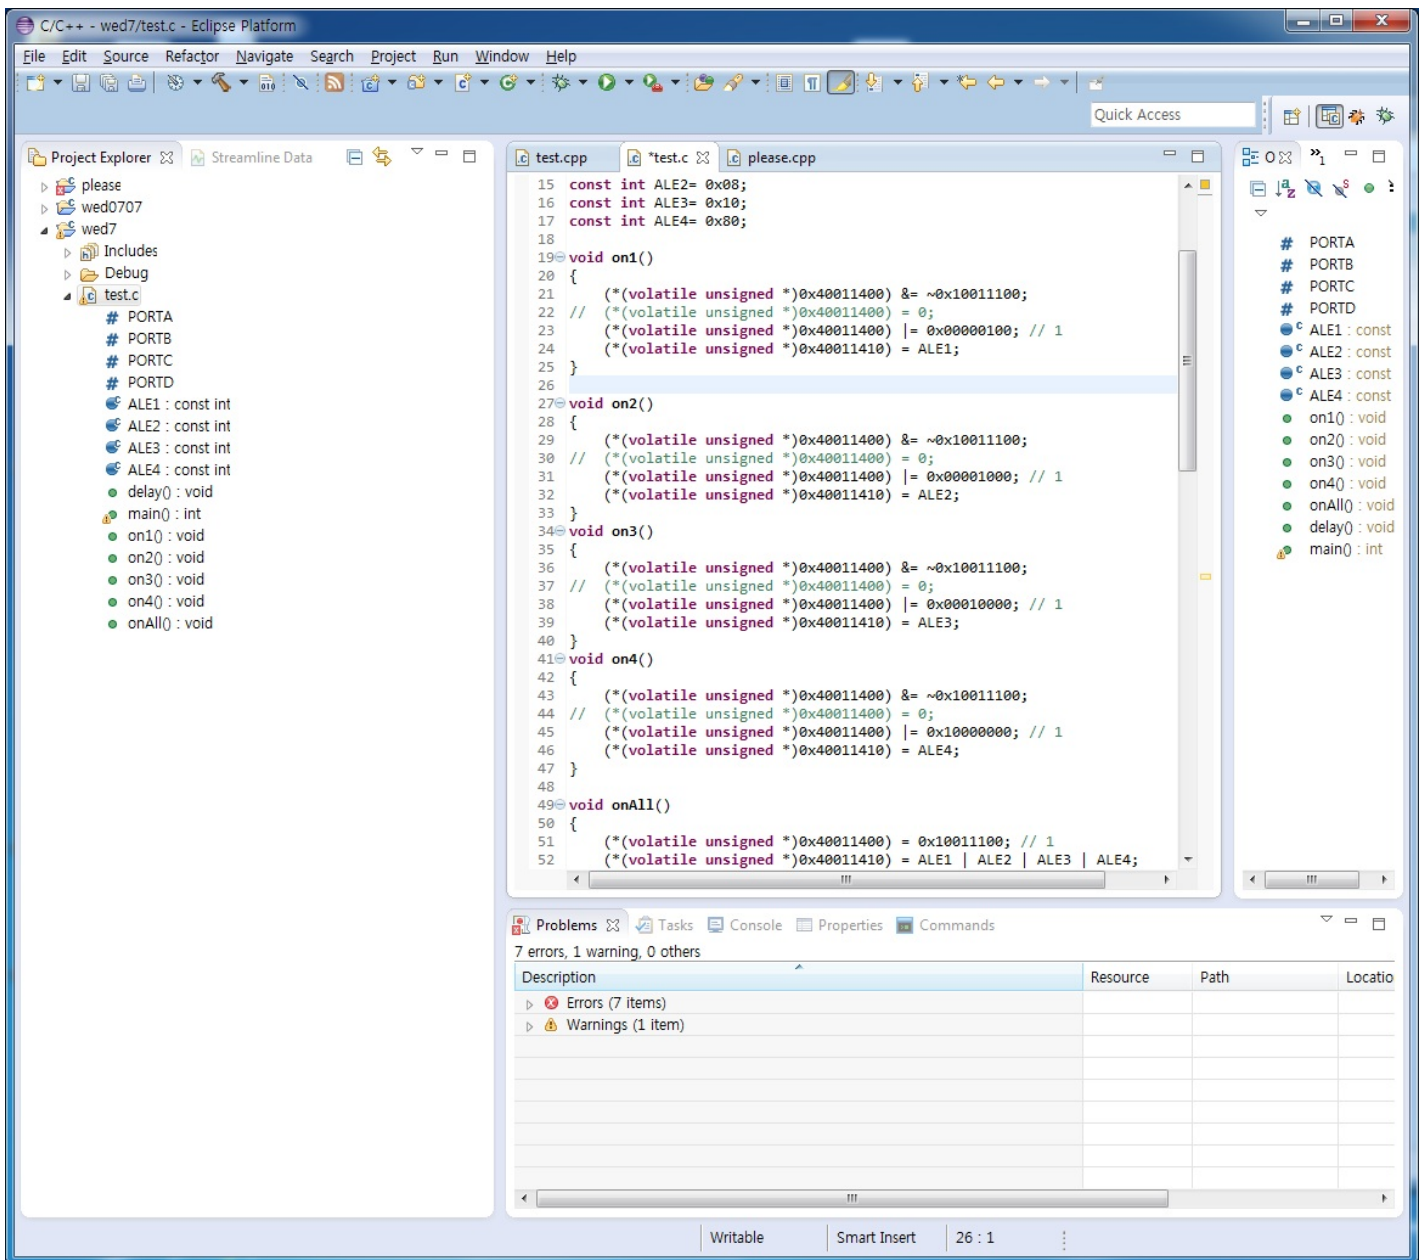 C/C++ - wed7/test.c - Eclipse Platform
File Edit Source Refactor Navigate Search Project Run Window Help
Quick Access
Project Explorer Streamline Data
please
wed0707
wed7
Includes
Debug
test.c
PORTA
PORTB
PORTC
PORTD
ALE1 : const int
ALE2 : const int
ALE3 : const int
ALE4 : const int
delay() : void
main() : int
on1() : void
on2() : void
on3() : void
on4() : void
onAll() : void
test.cpp *test.c please.cpp
15 const int ALE2= 0x08;
16 const int ALE3= 0x10;
17 const int ALE4= 0x80;
18
19 void on1()
20 {
21 (*(volatile unsigned *)0x40011400) &= ~0x10011100;
22 // (*(volatile unsigned *)0x40011400) = 0;
23 (*(volatile unsigned *)0x40011400) |= 0x00000100; // 1
24 (*(volatile unsigned *)0x40011410) = ALE1;
25 }
26
27 void on2()
28 {
29 (*(volatile unsigned *)0x40011400) &= ~0x10011100;
30 // (*(volatile unsigned *)0x40011400) = 0;
31 (*(volatile unsigned *)0x40011400) |= 0x00001000; // 1
32 (*(volatile unsigned *)0x40011410) = ALE2;
33 }
34 void on3()
35 {
36 (*(volatile unsigned *)0x40011400) &= ~0x10011100;
37 // (*(volatile unsigned *)0x40011400) = 0;
38 (*(volatile unsigned *)0x40011400) |= 0x00010000; // 1
39 (*(volatile unsigned *)0x40011410) = ALE3;
40 }
41 void on4()
42 {
43 (*(volatile unsigned *)0x40011400) &= ~0x10011100;
44 // (*(volatile unsigned *)0x40011400) = 0;
45 (*(volatile unsigned *)0x40011400) |= 0x10000000; // 1
46 (*(volatile unsigned *)0x40011410) = ALE4;
47 }
48
49 void onAll()
50 {
51 (*(volatile unsigned *)0x40011400) = 0x10011100; // 1
52 (*(volatile unsigned *)0x40011410) = ALE1 | ALE2 | ALE3 | ALE4;
O
PORTA
PORTB
PORTC
PORTD
ALE1 : const
ALE2 : const
ALE3 : const
ALE4 : const
on1() : void
on2() : void
on3() : void
on4() : void
onAll() : void
delay() : void
main() : int
Problems Tasks Console Properties Commands
7 errors, 1 warning, 0 others
Description Resource Path Locatio
Errors (7 items)
Warnings (1 item)
Writable Smart Insert 26 : 1